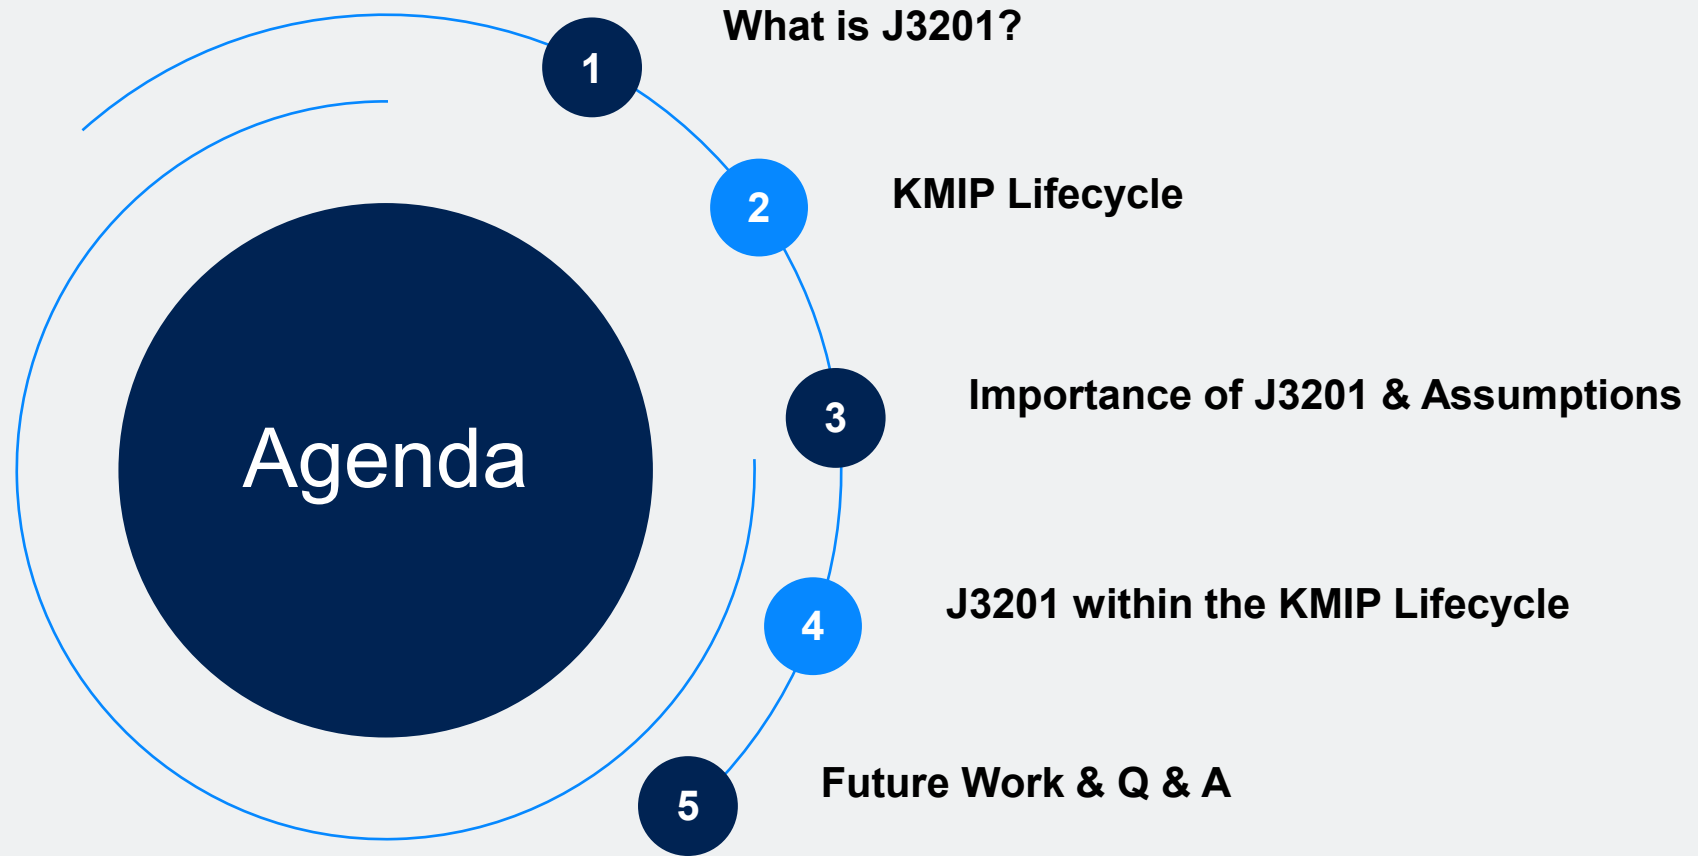 Agenda
1
What is J3201?
2
KMIP Lifecycle
3
Importance of J3201 & Assumptions
4
J3201 within the KMIP Lifecycle
5
Future Work & Q & A